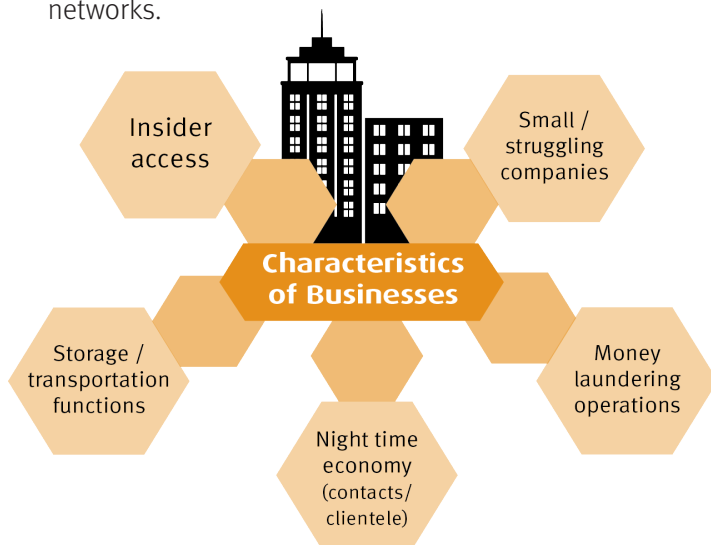 networks.
Insider
access
Small /
struggling
companies
Characteristics
of Businesses
Storage /
transportation
functions
Money
laundering
operations
Night time
economy
(contacts/
clientele)